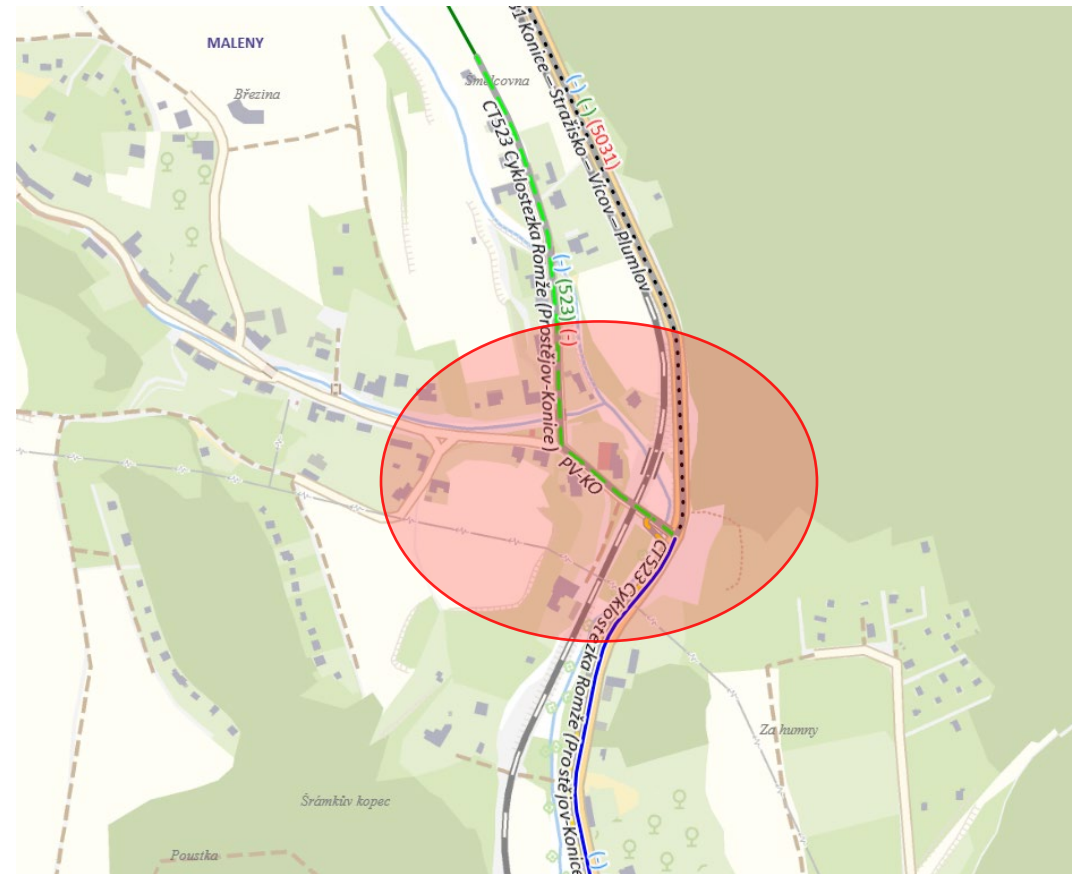 MALENY
Březina
Šmelcovna
31 Konice – Stražisko – Vícov – Plumlov
(-) (-) (5031)
CT523 Cyklostezka Romže (Prostějov-Konice)
(-) (523) (-)
PV-KO
CT523 Cyklostezka Romže (Prostějov-Konice
Za humny
Šrámkův kopec
Poustka
(-)